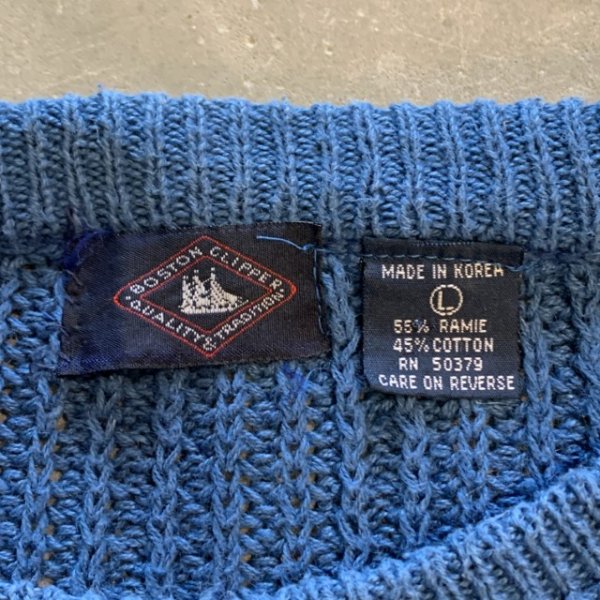 BOSTON CLIPPER
QUALITY & TRADITION
MADE IN KOREA
L
55% RAMIE
45% COTTON
RN 50379
CARE ON REVERSE